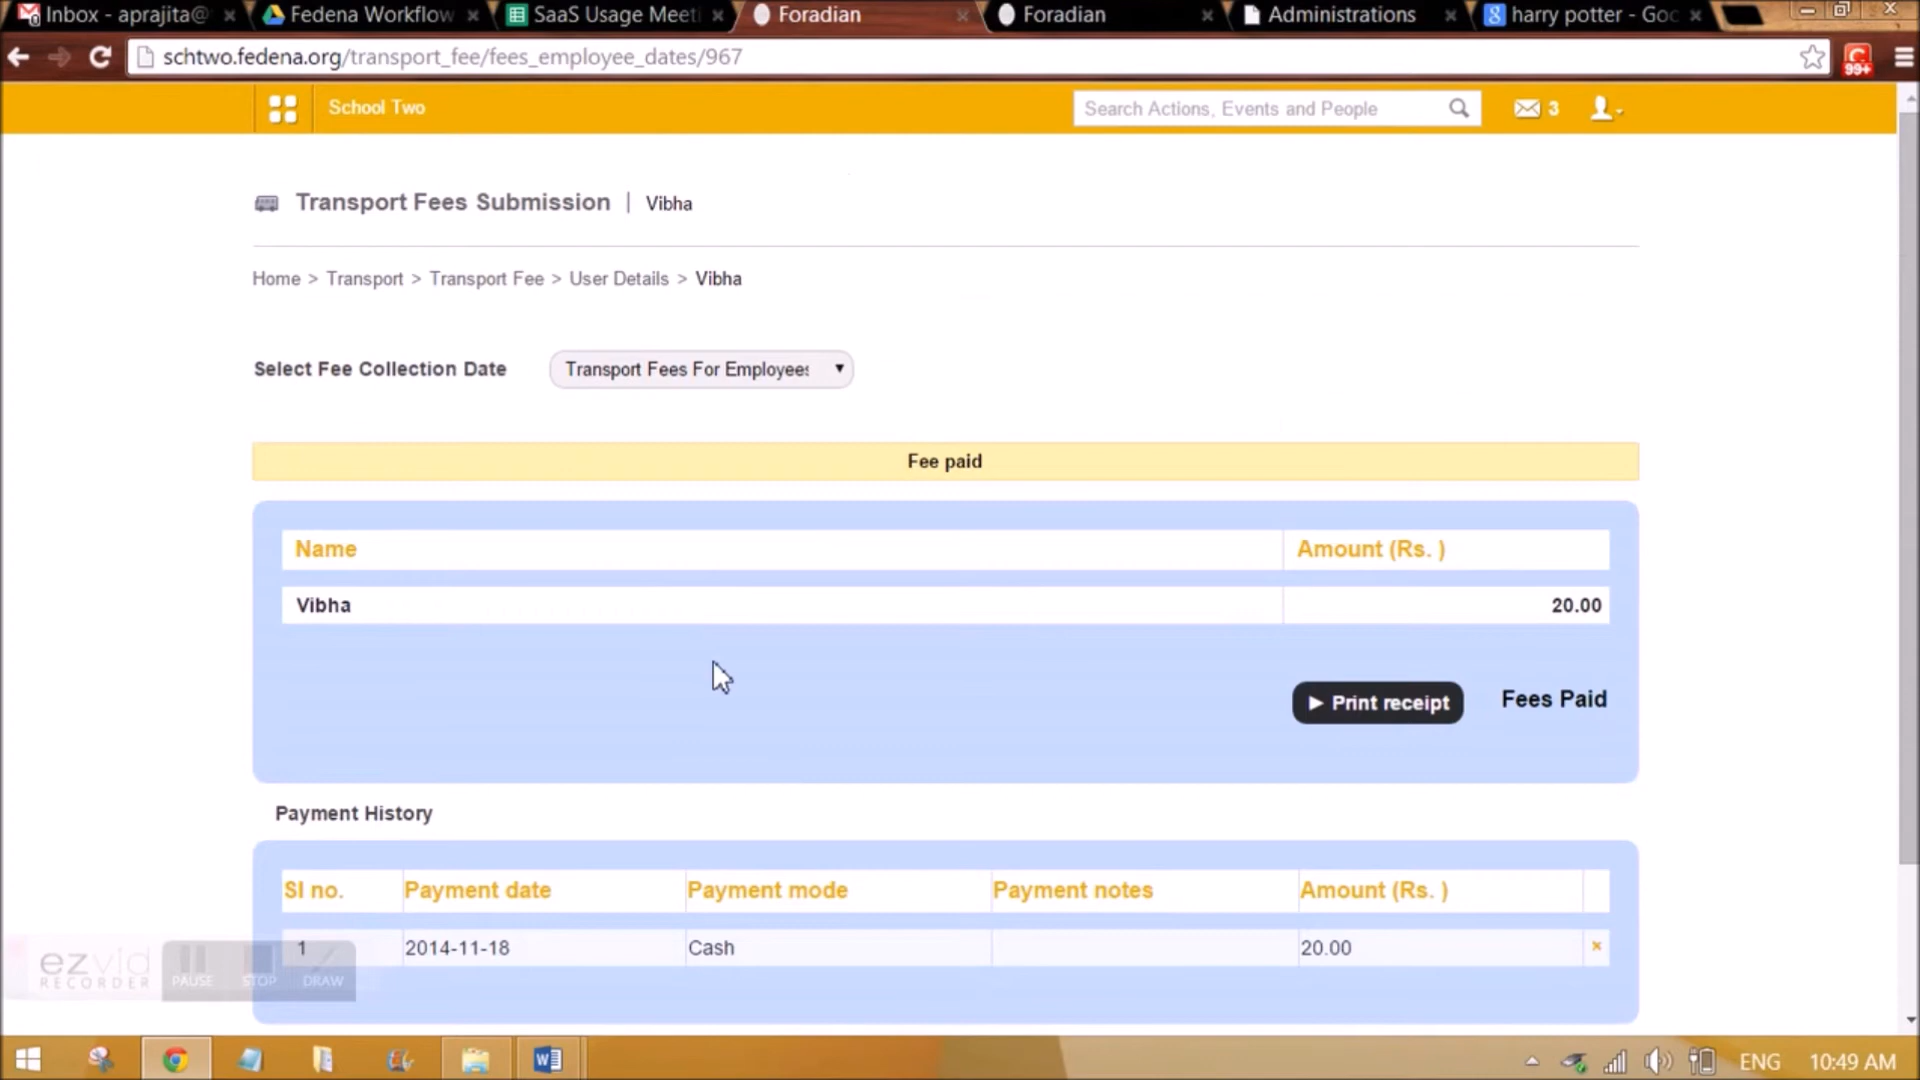 Inbox - aprajita@
Fedena Workflow
SaaS Usage Meeti
Foradian
Foradian
Administrations
harry potter - Goo
schtwo.fedena.org/transport_fee/fees_employee_dates/967
99+
School Two
Search Actions, Events and People
3
Transport Fees Submission | Vibha
Home > Transport > Transport Fee > User Details > Vibha
Select Fee Collection Date
Transport Fees For Employees
Fee paid
Name Amount (Rs. )
Vibha 20.00
Print receipt
Fees Paid
Payment History
Sl no. Payment date Payment mode Payment notes Amount (Rs. )
1 2014-11-18 Cash 20.00
ezvid
RECORDER
PAUSE STOP DRAW
ENG 10:49 AM